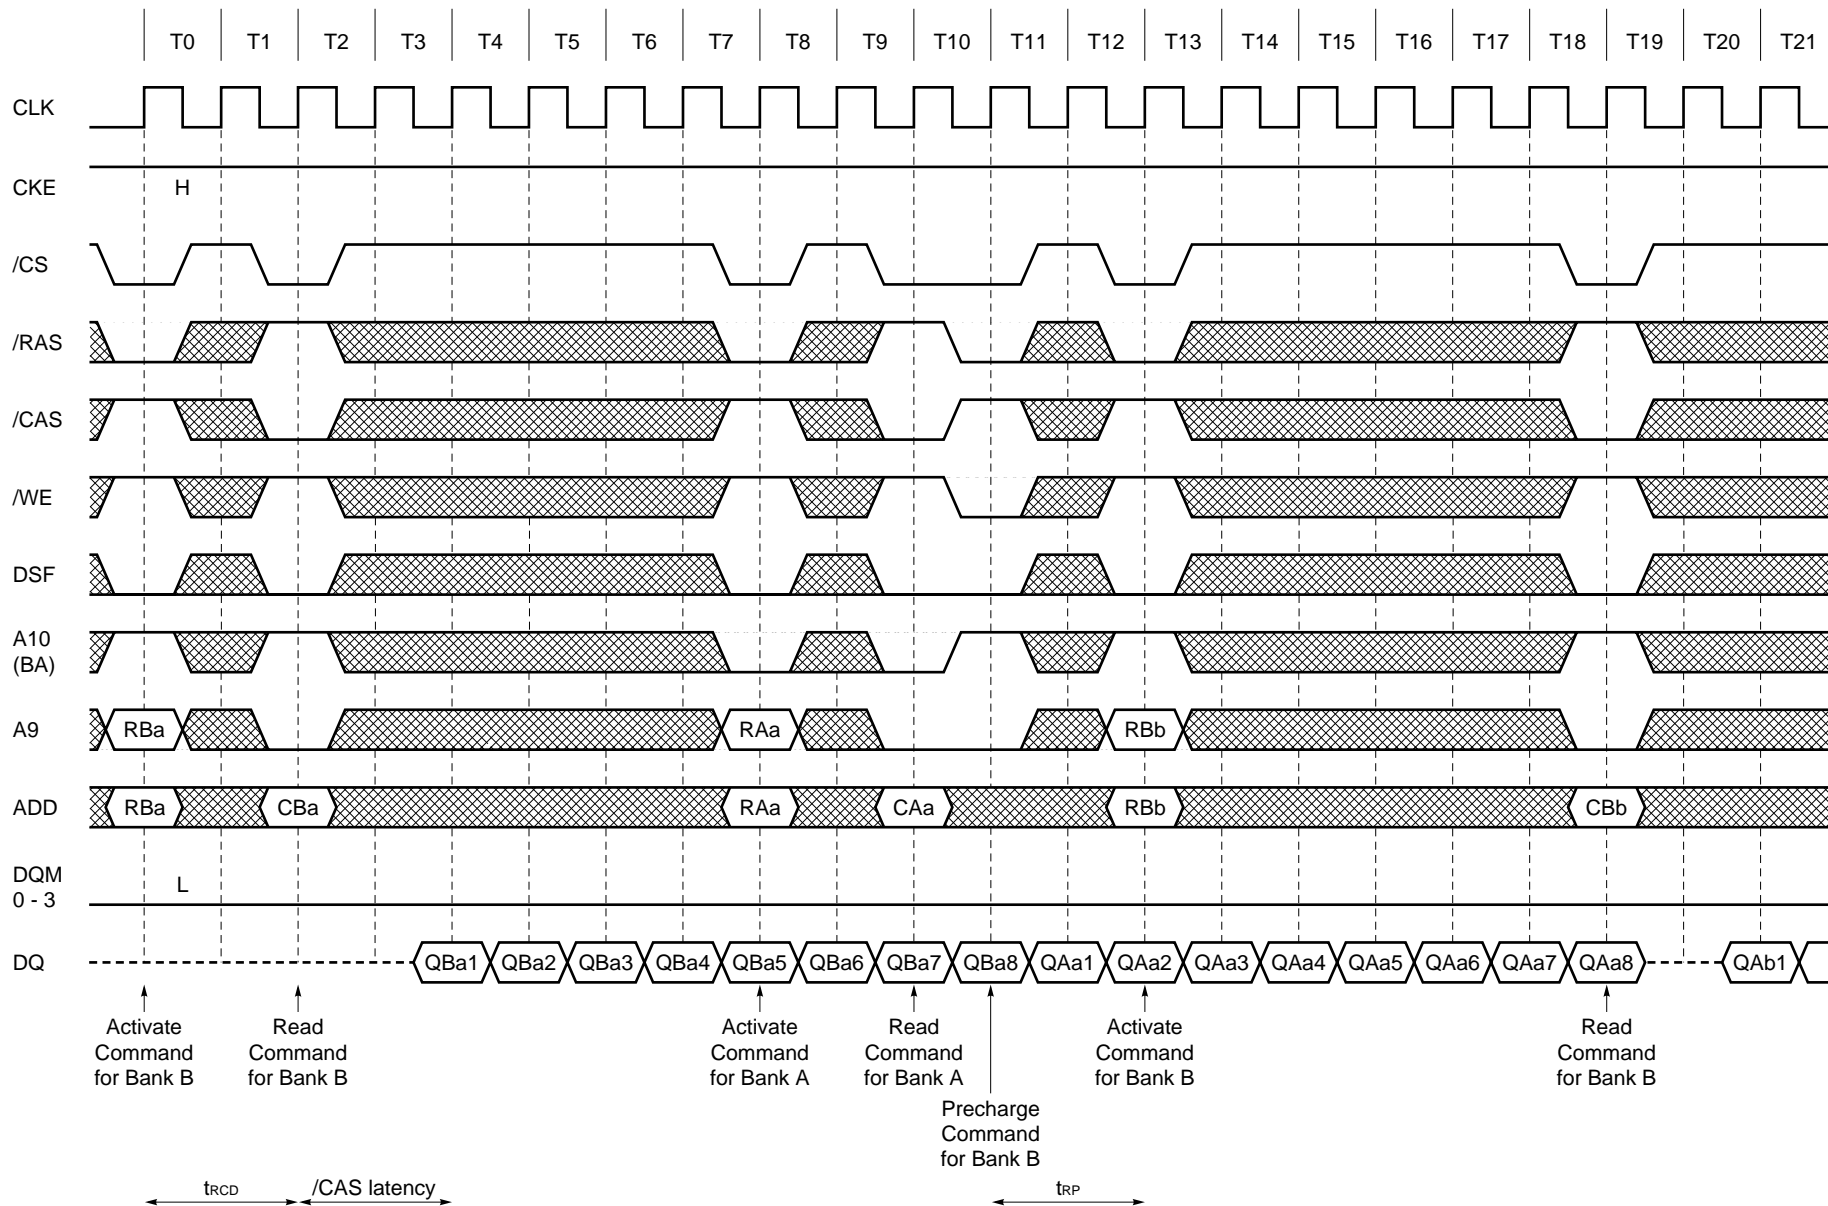 T0 T1 T2 T3 T4 T5 T6 T7 T8 T9 T10 T11 T12 T13 T14 T15 T16 T17 T18 T19 T20 T21
CLK
CKE H
/CS
/RAS
/CAS
/WE
DSF
A10
(BA)
A9 RBa RAa RBb
ADD RBa CBa RAa CAa RBb CBb
DQM
0 - 3
L
DQ QBa1 QBa2 QBa3 QBa4 QBa5 QBa6 QBa7 QBa8 QAa1 QAa2 QAa3 QAa4 QAa5 QAa6 QAa7 QAa8 QAb1
Activate
Command
for Bank B
Read
Command
for Bank B
Activate
Command
for Bank A
Read
Command
for Bank A
Precharge
Command
for Bank B
Activate
Command
for Bank B
Read
Command
for Bank B
tRCD /CAS latency tRP